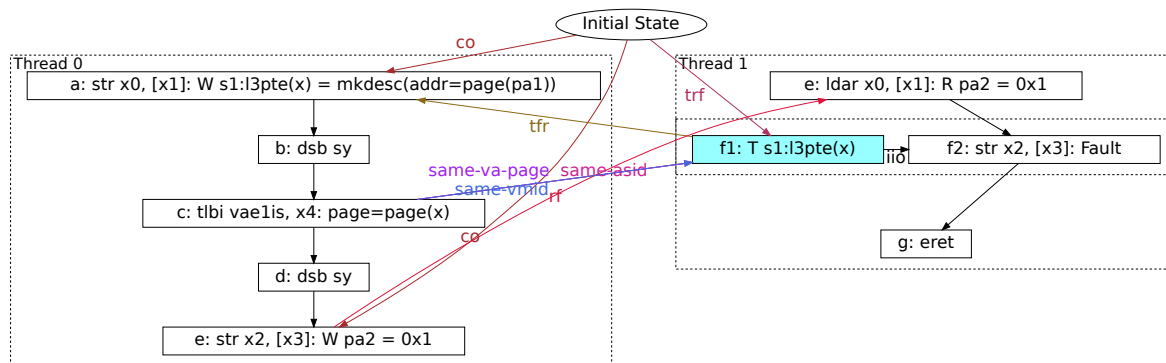 Initial State
Thread 0
Thread 1
co
a: str x0, [x1]: W s1:l3pte(x) = mkdesc(addr=page(pa1))
e: ldar x0, [x1]: R pa2 = 0x1
trf
tfr
b: dsb sy
f1: T s1:l3pte(x)
iio
f2: str x2, [x3]: Fault
same-va-page
same-asid
same-vmid
rf
c: tlbi vae1is, x4: page=page(x)
co
g: eret
d: dsb sy
e: str x2, [x3]: W pa2 = 0x1